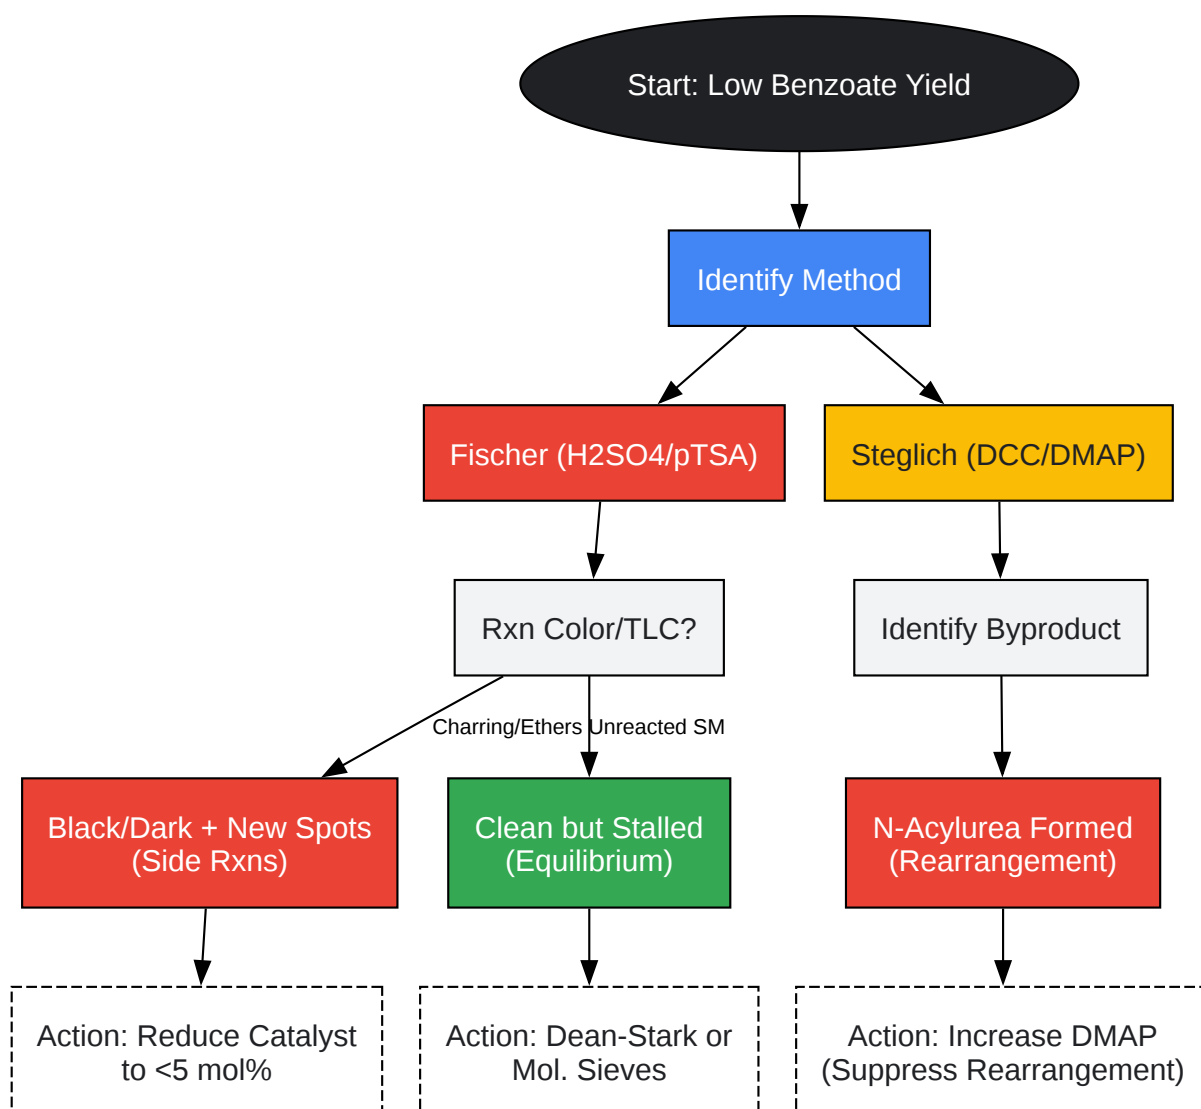 Start: Low Benzoate Yield
Identify Method
Fischer (H2SO4/pTSA)
Steglich (DCC/DMAP)
Rxn Color/TLC?
Identify Byproduct
Charring/Ethers
Unreacted SM
Black/Dark + New Spots
(Side Rxns)
Clean but Stalled
(Equilibrium)
N-Acylurea Formed
(Rearrangement)
Action: Reduce Catalyst
to <5 mol%
Action: Dean-Stark or
Mol. Sieves
Action: Increase DMAP
(Suppress Rearrangement)